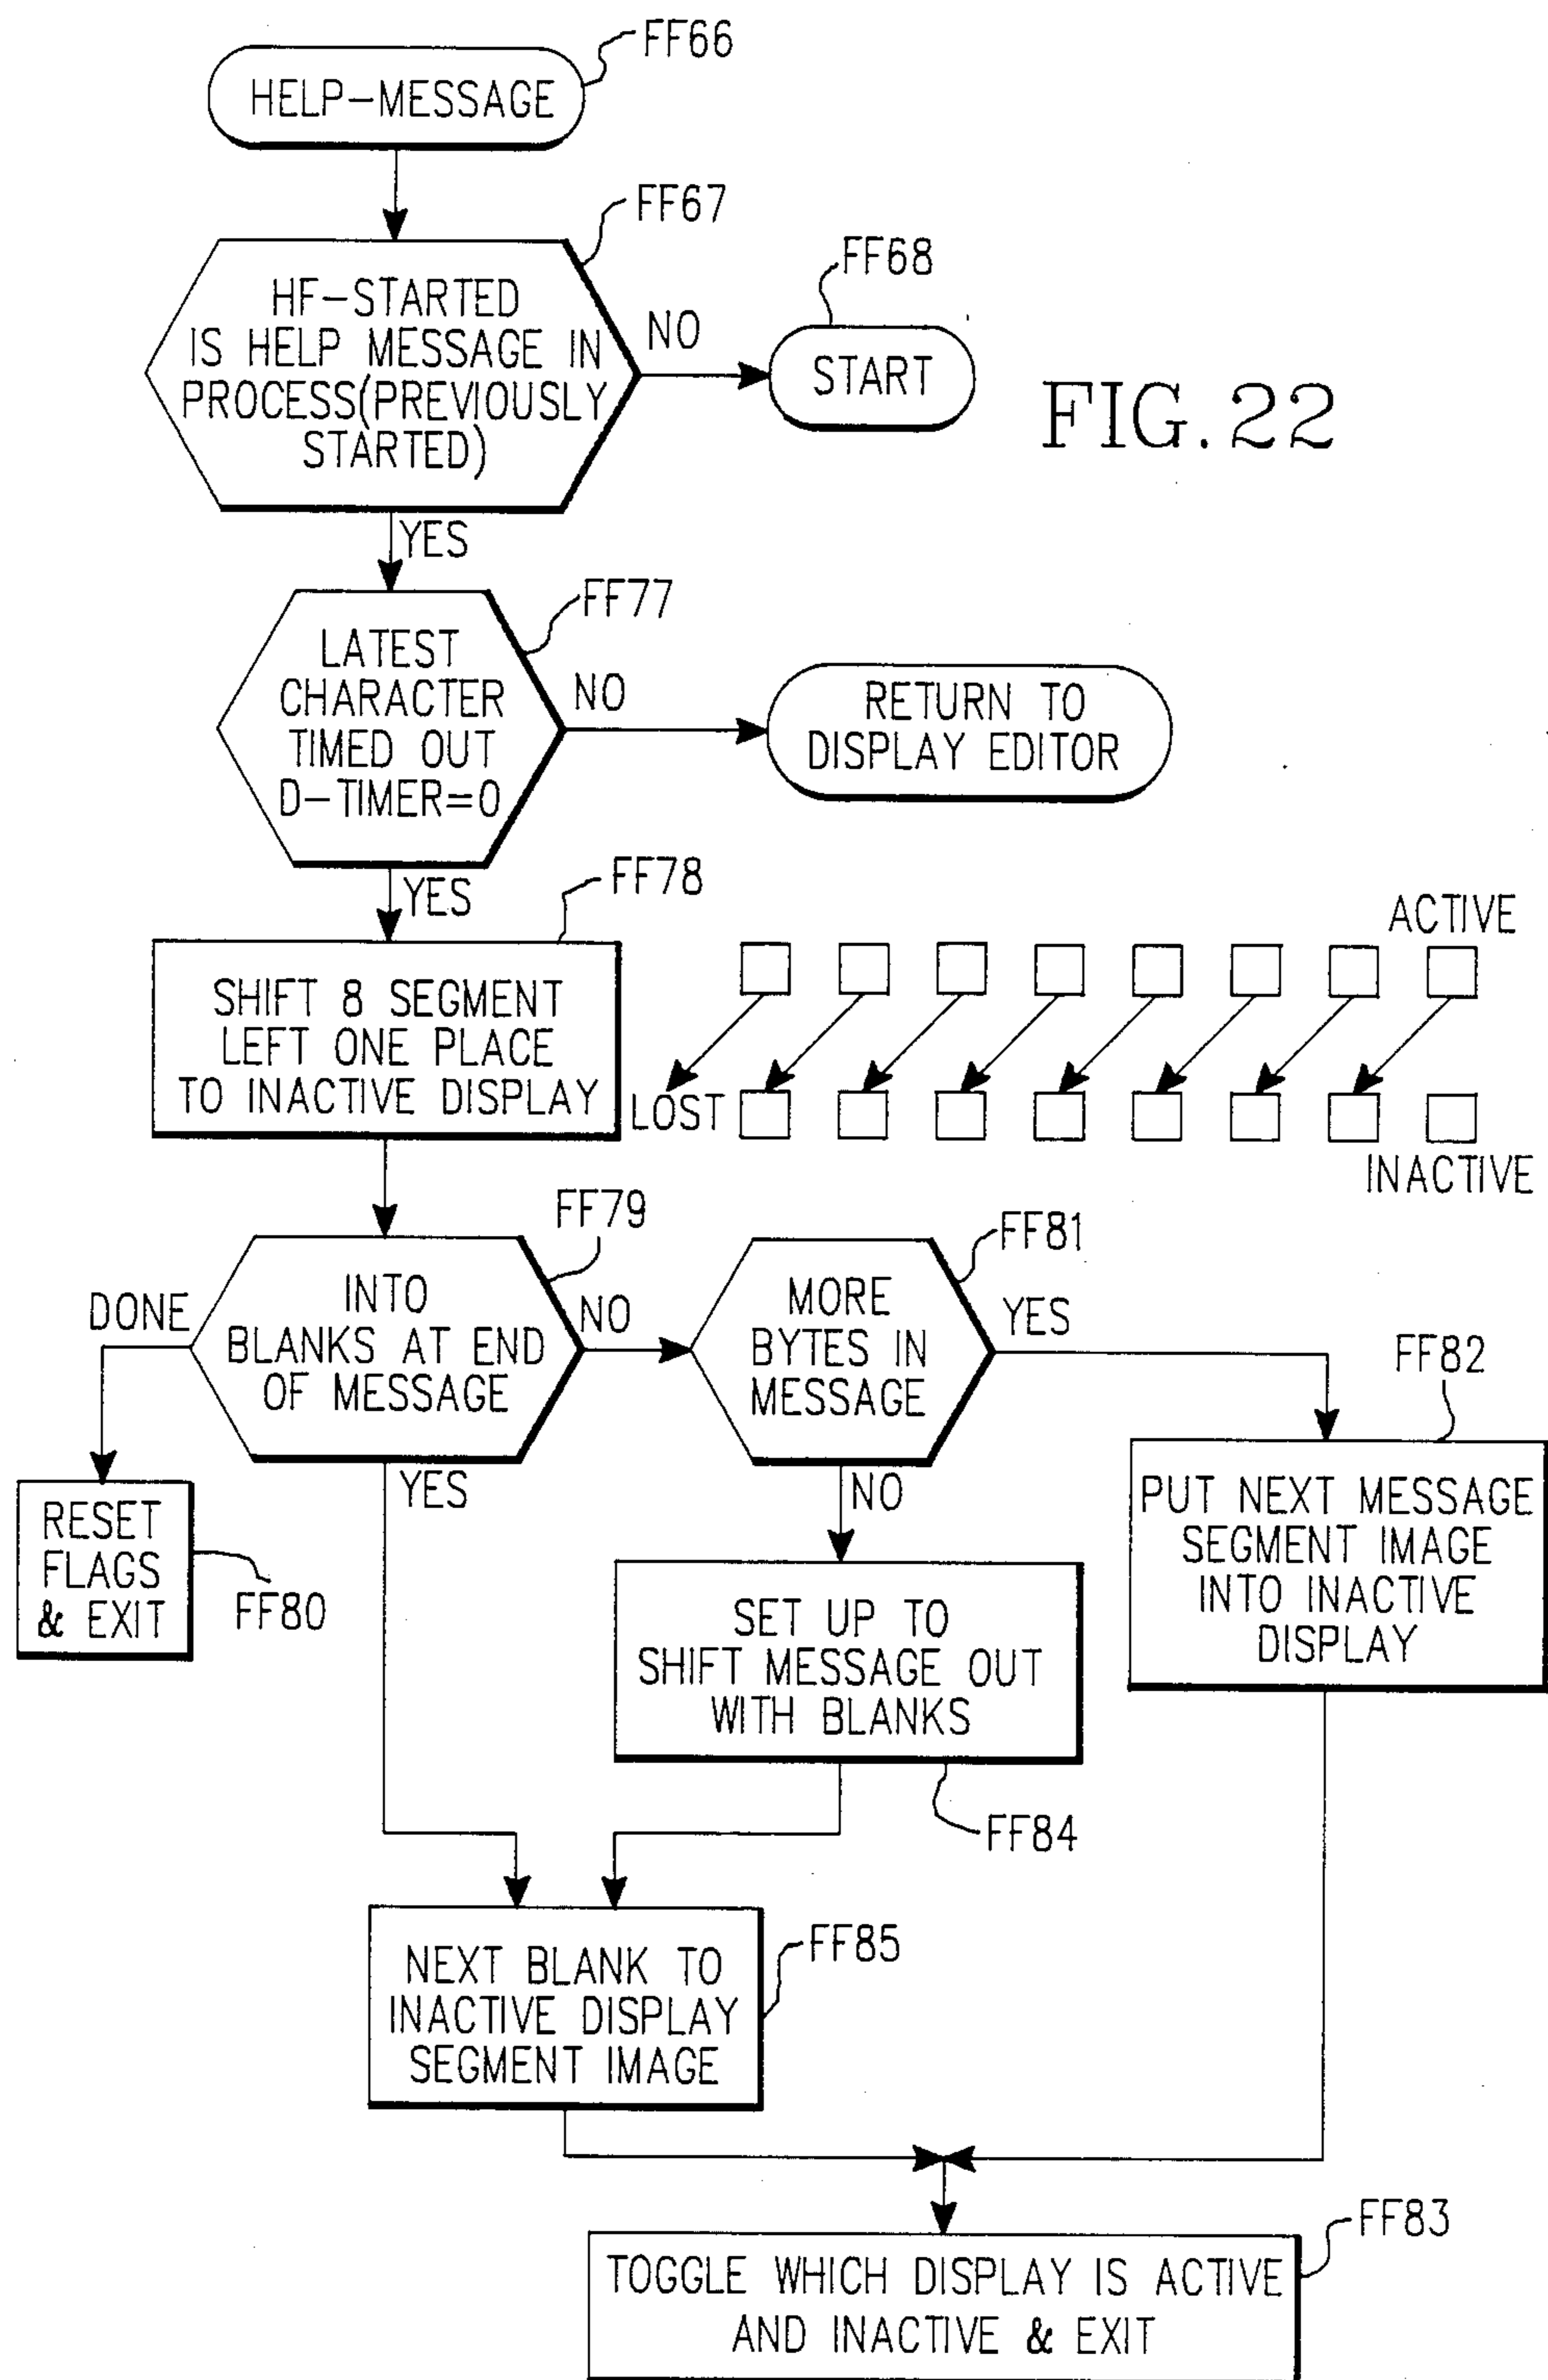 FF66
HELP-MESSAGE
FF67
HF-STARTED
IS HELP MESSAGE IN
PROCESS(PREVIOUSLY
STARTED)
NO
FF68
START
FIG. 22
YES
FF77
LATEST
CHARACTER
TIMED OUT
D-TIMER=0
NO
RETURN TO
DISPLAY EDITOR
YES
FF78
SHIFT 8 SEGMENT
LEFT ONE PLACE
TO INACTIVE DISPLAY
ACTIVE
LOST
INACTIVE
FF79
INTO
BLANKS AT END
OF MESSAGE
DONE
NO
YES
FF81
MORE
BYTES IN
MESSAGE
YES
NO
FF82
PUT NEXT MESSAGE
SEGMENT IMAGE
INTO INACTIVE
DISPLAY
RESET
FLAGS
& EXIT
FF80
SET UP TO
SHIFT MESSAGE OUT
WITH BLANKS
FF84
NEXT BLANK TO
INACTIVE DISPLAY
SEGMENT IMAGE
FF85
FF83
TOGGLE WHICH DISPLAY IS ACTIVE
AND INACTIVE & EXIT